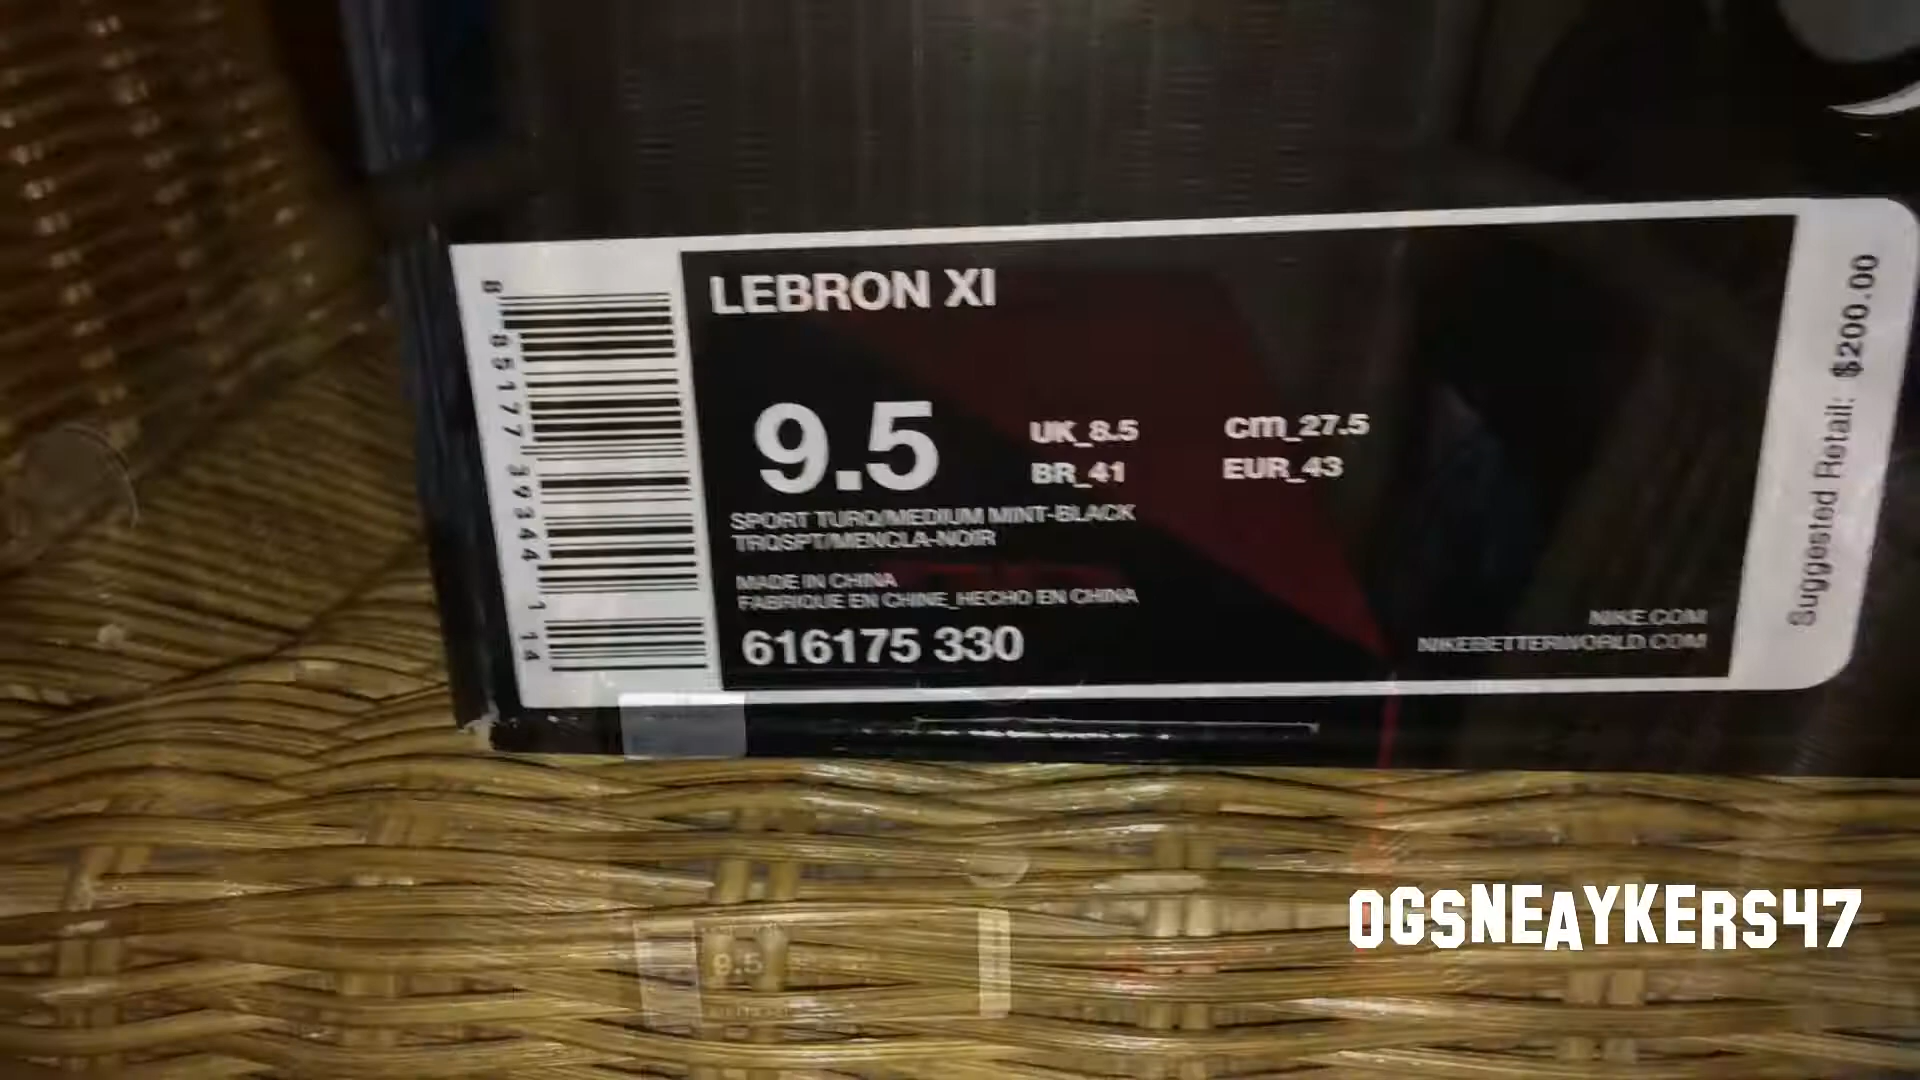 LEBRON XI
9.5
UK_8.5
cm_27.5
BR_41
EUR_43
SPORT TURQ/MEDIUM MINT-BLACK
TRQSPT/MENCLA-NOIR
MADE IN CHINA
FABRIQUE EN CHINE_HECHO EN CHINA
616175 330
NIKE.COM
NIKEBETTERWORLD.COM
Suggested Retail: $200.00
8 85177 39344 1 14
OGSNEAYKERS47
9.5